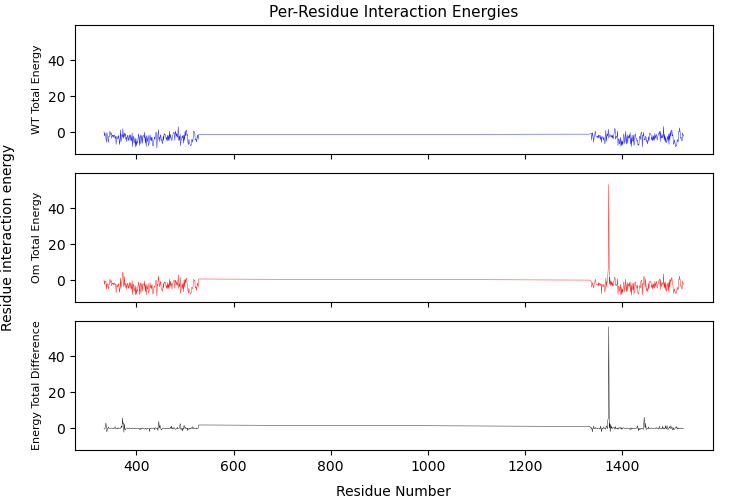 Per-Residue Interaction Energies
Residue interaction energy
WT Total Energy
40
20
0
Om Total Energy
40
20
0
Energy Total Difference
40
20
0
400 600 800 1000 1200 1400
Residue Number